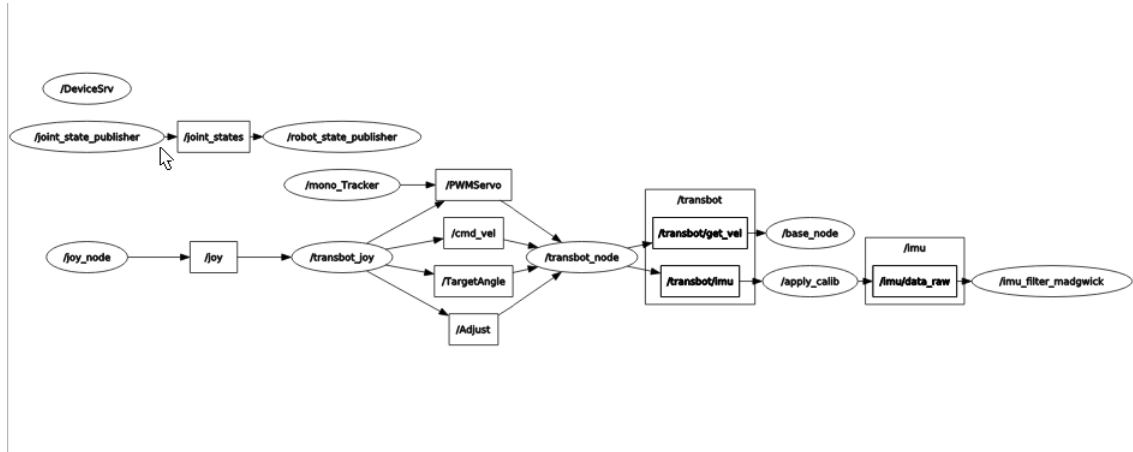 /DeviceSrv
/joint_state_publisher
/joint_states
/robot_state_publisher
/mono_Tracker
/PWMServo
/transbot
/cmd_vel
/transbot/get_vel
/base_node
/imu
/joy_node
/joy
/transbot_joy
/transbot_node
/TargetAngle
/transbot/imu
/apply_calib
/imu/data_raw
/imu_filter_madgwick
/Adjust